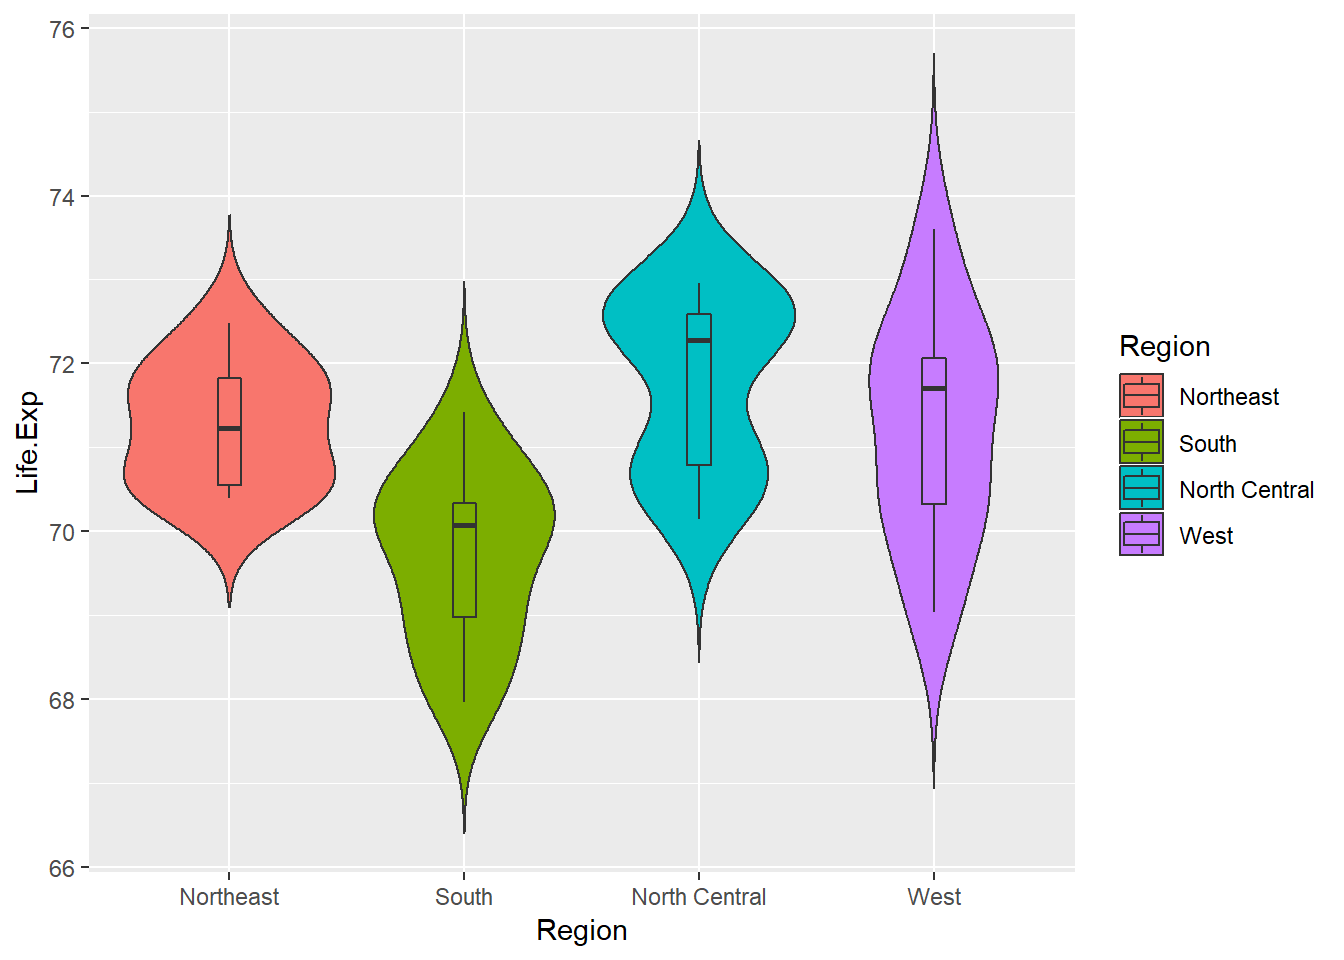 76
74
72
70
68
66
Life.Exp
Northeast
South
North Central
West
Region
Region
Northeast
South
North Central
West